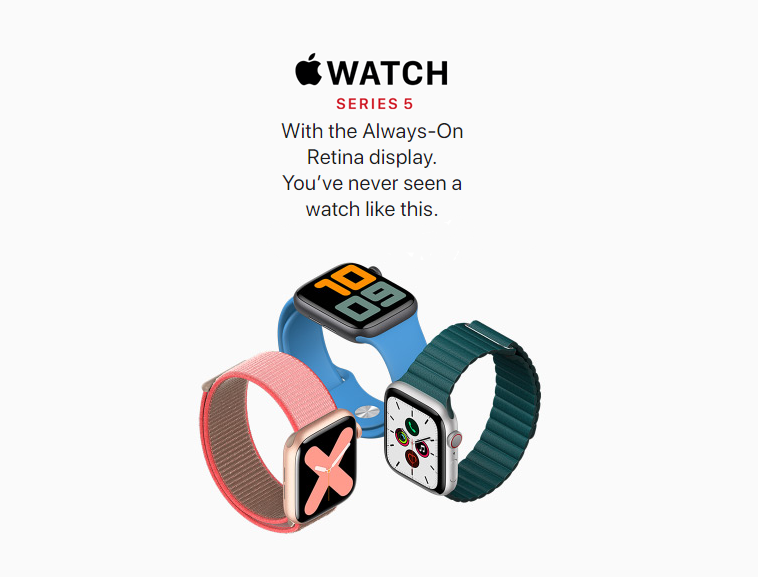 WATCH
SERIES 5
With the Always-On
Retina display.
You’ve never seen a
watch like this.
10
09